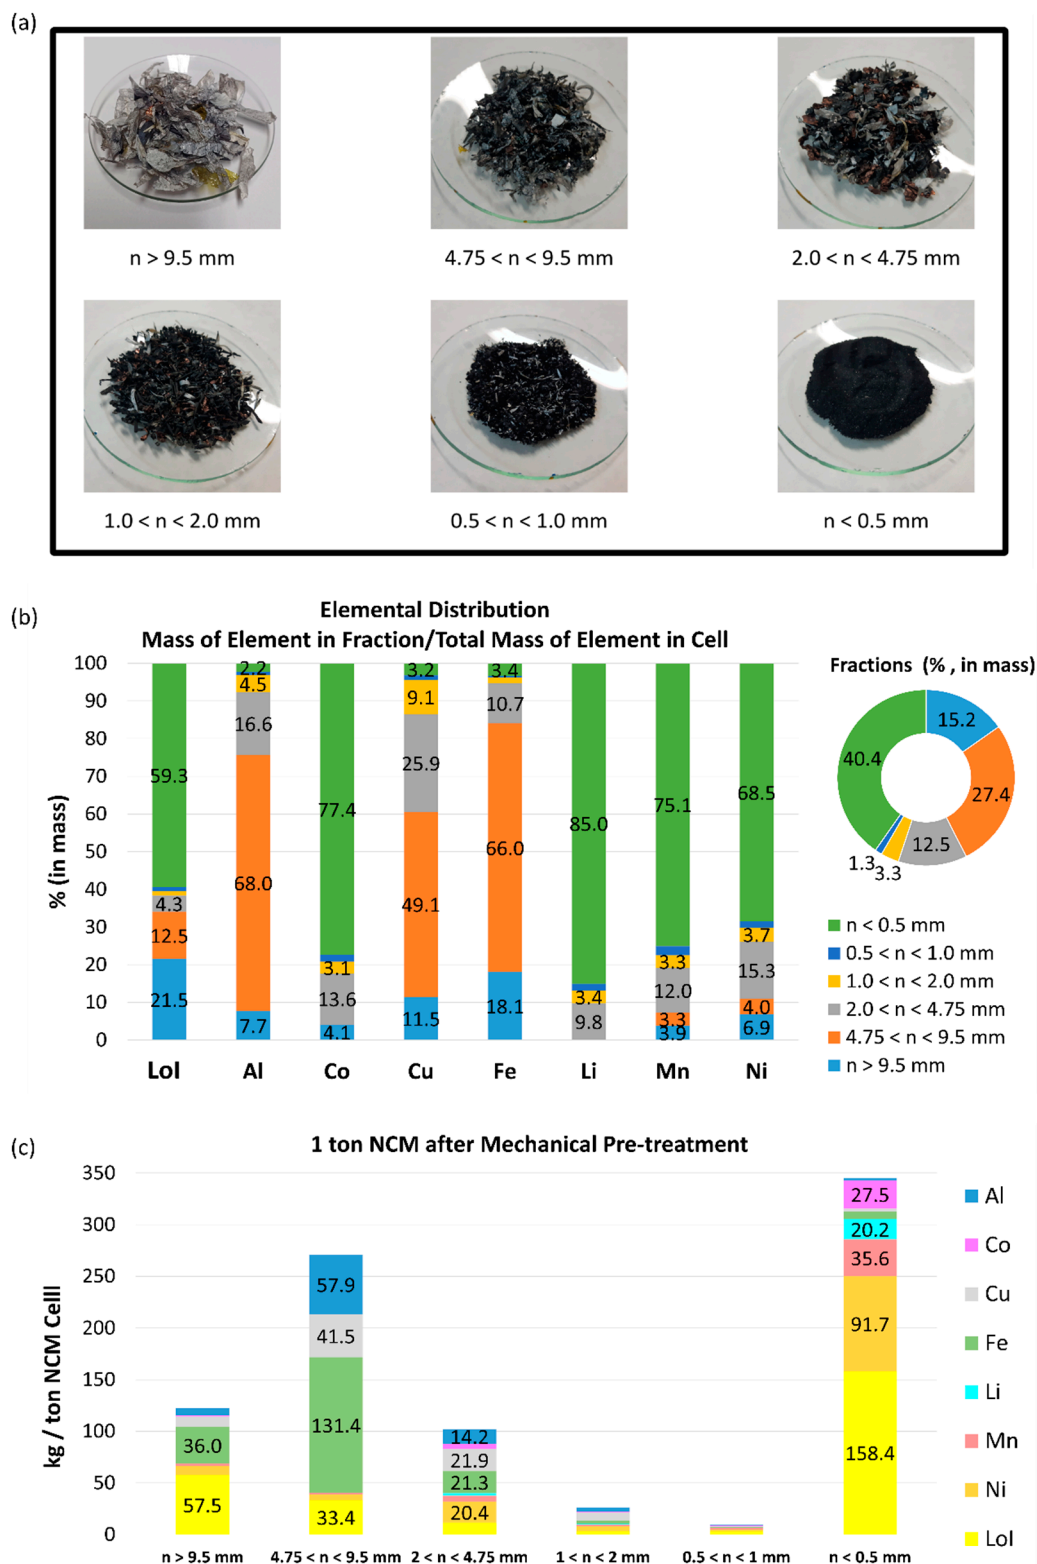 (a)
n > 9.5 mm
4.75 < n < 9.5 mm
2.0 < n < 4.75 mm
1.0 < n < 2.0 mm
0.5 < n < 1.0 mm
n < 0.5 mm
(b)
Elemental Distribution
Mass of Element in Fraction/Total Mass of Element in Cell
% (in mass)
100
90
80
70
60
50
40
30
20
10
0
59.3
4.3
12.5
21.5
2.2
4.5
16.6
68.0
7.7
77.4
3.1
13.6
4.1
3.2
9.1
25.9
49.1
11.5
3.4
10.7
66.0
18.1
85.0
3.4
9.8
75.1
3.3
12.0
3.3
3.9
68.5
3.7
15.3
4.0
6.9
LoI Al Co Cu Fe Li Mn Ni
Fractions (% , in mass)
15.2
40.4
27.4
12.5
1.3
3.3
n < 0.5 mm
0.5 < n < 1.0 mm
1.0 < n < 2.0 mm
2.0 < n < 4.75 mm
4.75 < n < 9.5 mm
n > 9.5 mm
(c)
1 ton NCM after Mechanical Pre-treatment
kg / ton NCM Celll
350
300
250
200
150
100
50
0
36.0
57.5
57.9
41.5
131.4
33.4
14.2
21.9
21.3
20.4
27.5
20.2
35.6
91.7
158.4
n > 9.5 mm
4.75 < n < 9.5 mm
2 < n < 4.75 mm
1 < n < 2 mm
0.5 < n < 1 mm
n < 0.5 mm
Al
Co
Cu
Fe
Li
Mn
Ni
LoI